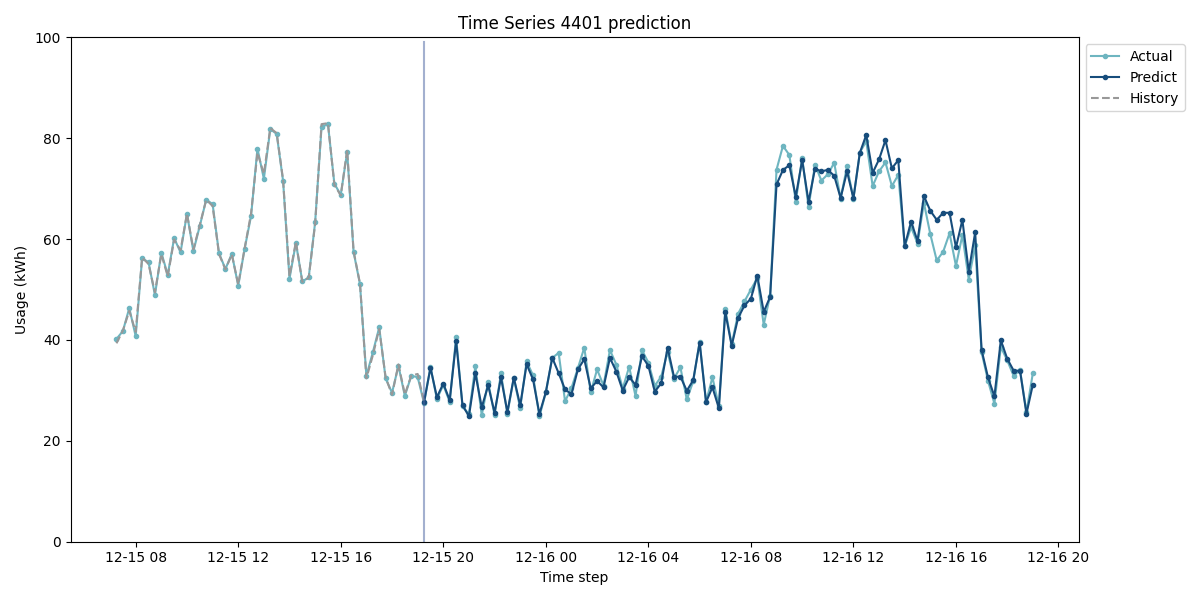 Time Series 4401 prediction
100
80
60
40
20
0
Usage (kWh)
12-15 08
12-15 12
12-15 16
12-15 20
12-16 00
12-16 04
12-16 08
12-16 12
12-16 16
12-16 20
Time step
Actual
Predict
History